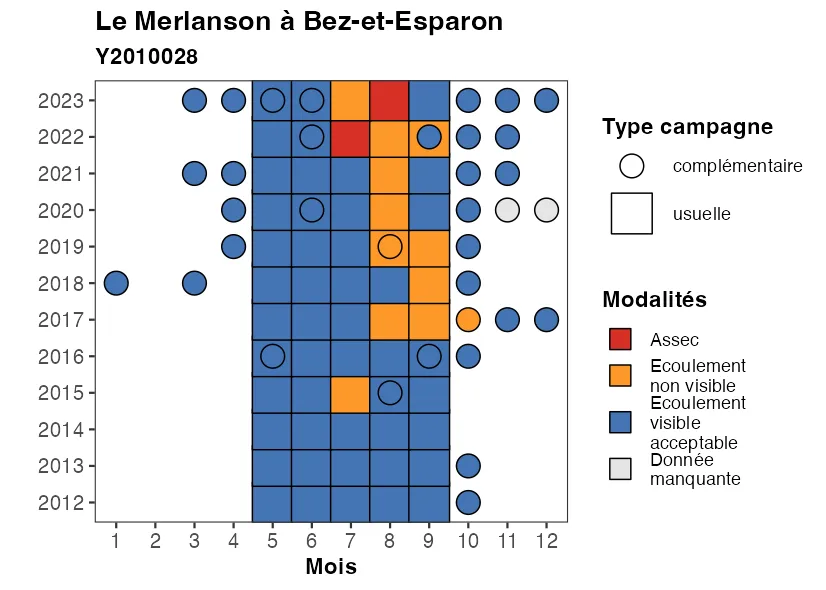 Le Merlanson à Bez-et-Esparon
Y2010028
2023
2022
2021
2020
2019
2018
2017
2016
2015
2014
2013
2012
1 2 3 4 5 6 7 8 9 10 11 12
Mois
Type campagne
complémentaire
usuelle
Modalités
Assec
Ecoulement
non visible
Ecoulement
visible
acceptable
Donnée
manquante